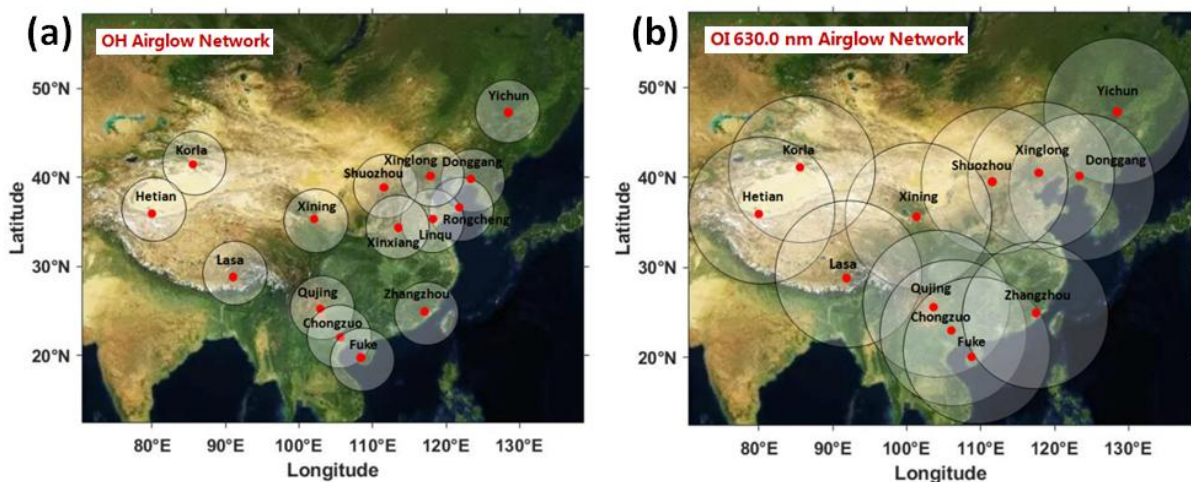 (a)
OH Airglow Network
50°N
40°N
30°N
20°N
Latitude
Yichun
Korla
Xinglong
Donggang
Shuozhou
Hetian
Xining
Rongcheng
Linqu
Xinxiang
Lasa
Qujing
Zhangzhou
Chongzuo
Fuke
80°E 90°E 100°E 110°E 120°E 130°E
Longitude
(b)
OI 630.0 nm Airglow Network
50°N
40°N
30°N
20°N
Latitude
Yichun
Korla
Xinglong
Donggang
Shuozhou
Hetian
Xining
Lasa
Qujing
Zhangzhou
Chongzuo
Fuke
80°E 90°E 100°E 110°E 120°E 130°E
Longitude